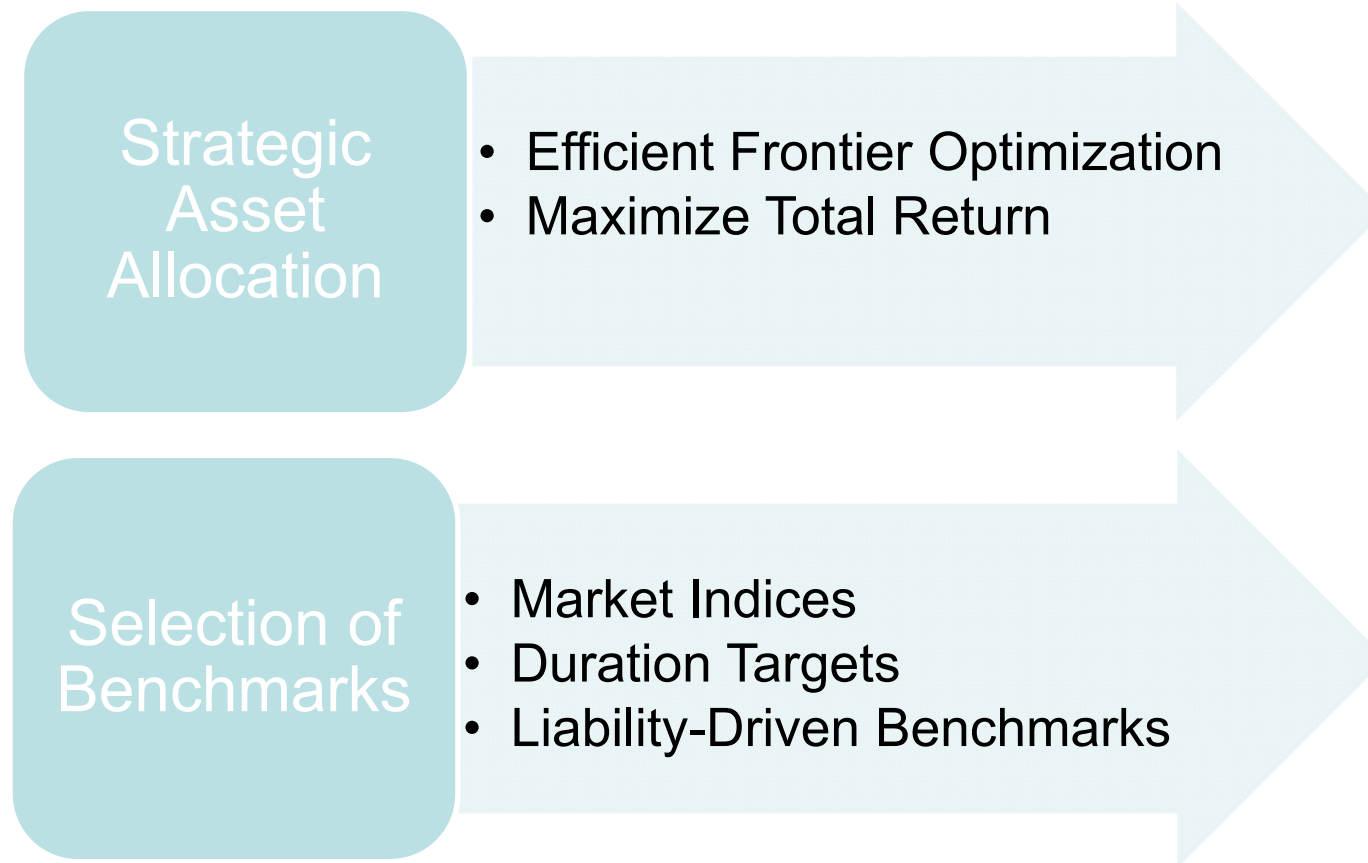 Strategic
Asset
Allocation
• Efficient Frontier Optimization
• Maximize Total Return
Selection of
Benchmarks
• Market Indices
• Duration Targets
• Liability-Driven Benchmarks